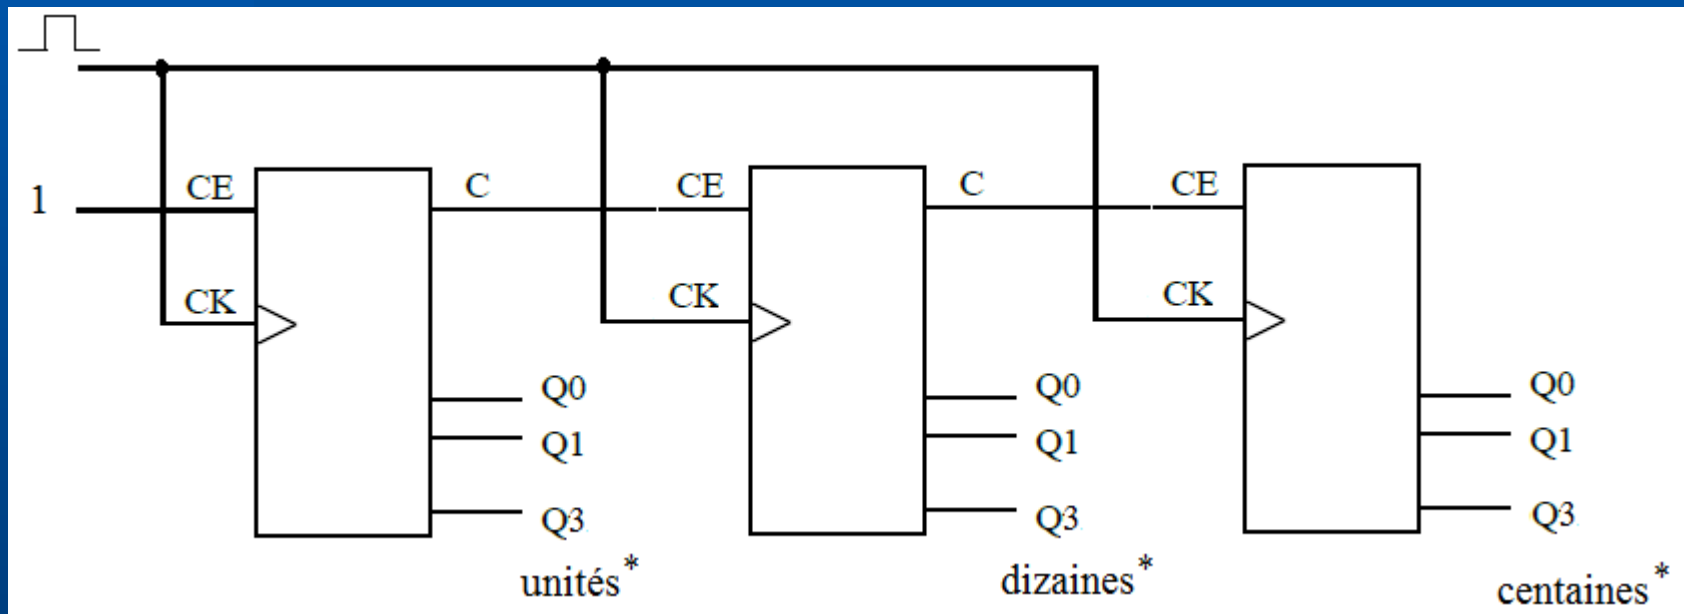 CE C CE C CE
1
CK CK CK
Q0 Q0 Q0
Q1 Q1 Q1
Q3 Q3 Q3
unités* dizaines* centaines*